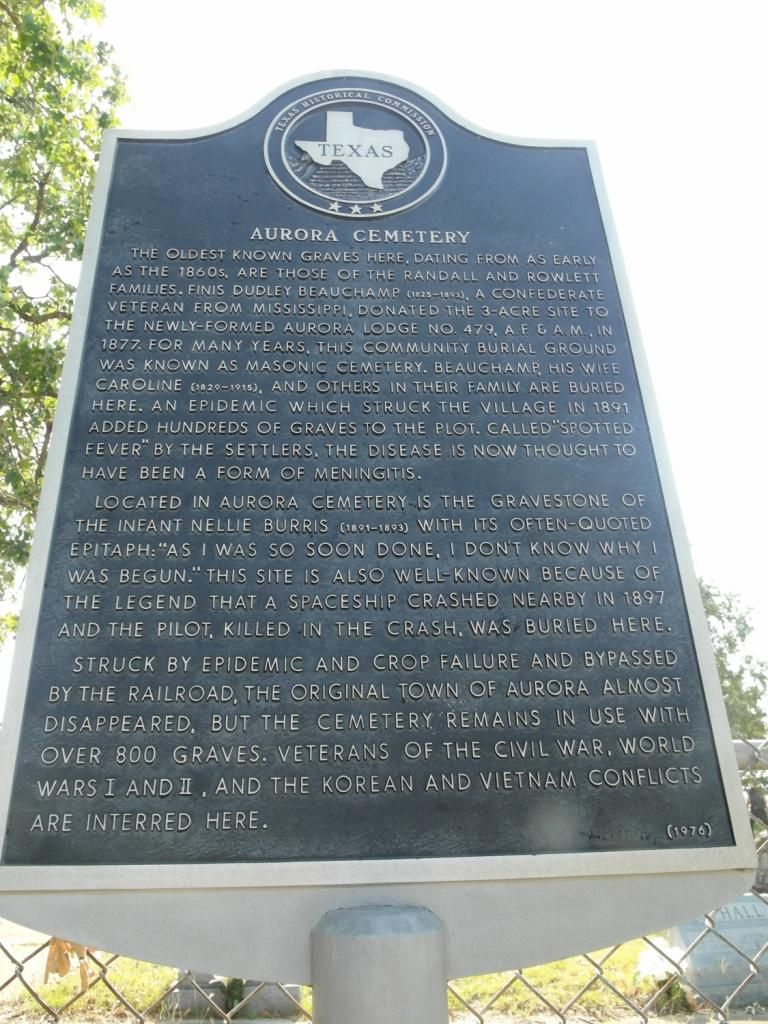 TEXAS HISTORICAL COMMISSION
TEXAS
AURORA CEMETERY
THE OLDEST KNOWN GRAVES HERE, DATING FROM AS EARLY
AS THE 1860s, ARE THOSE OF THE RANDALL AND ROWLETT
FAMILIES. FINIS DUDLEY BEAUCHAMP (1825-1893), A CONFEDERATE
VETERAN FROM MISSISSIPPI, DONATED THE 3-ACRE SITE TO
THE NEWLY-FORMED AURORA LODGE NO. 479, A.F. & A.M., IN
1877. FOR MANY YEARS, THIS COMMUNITY BURIAL GROUND
WAS KNOWN AS MASONIC CEMETERY. BEAUCHAMP, HIS WIFE
CAROLINE (1829-1915), AND OTHERS IN THEIR FAMILY ARE BURIED
HERE. AN EPIDEMIC WHICH STRUCK THE VILLAGE IN 1891
ADDED HUNDREDS OF GRAVES TO THE PLOT. CALLED "SPOTTED
FEVER" BY THE SETTLERS, THE DISEASE IS NOW THOUGHT TO
HAVE BEEN A FORM OF MENINGITIS.
LOCATED IN AURORA CEMETERY IS THE GRAVESTONE OF
THE INFANT NELLIE BURRIS (1891-1893) WITH ITS OFTEN-QUOTED
EPITAPH: "AS I WAS SO SOON DONE, I DON'T KNOW WHY I
WAS BEGUN." THIS SITE IS ALSO WELL-KNOWN BECAUSE OF
THE LEGEND THAT A SPACESHIP CRASHED NEARBY IN 1897
AND THE PILOT, KILLED IN THE CRASH, WAS BURIED HERE.
STRUCK BY EPIDEMIC AND CROP FAILURE AND BYPASSED
BY THE RAILROAD, THE ORIGINAL TOWN OF AURORA ALMOST
DISAPPEARED, BUT THE CEMETERY REMAINS IN USE WITH
OVER 800 GRAVES. VETERANS OF THE CIVIL WAR, WORLD
WARS I AND II, AND THE KOREAN AND VIETNAM CONFLICTS
ARE INTERRED HERE.
(1976)